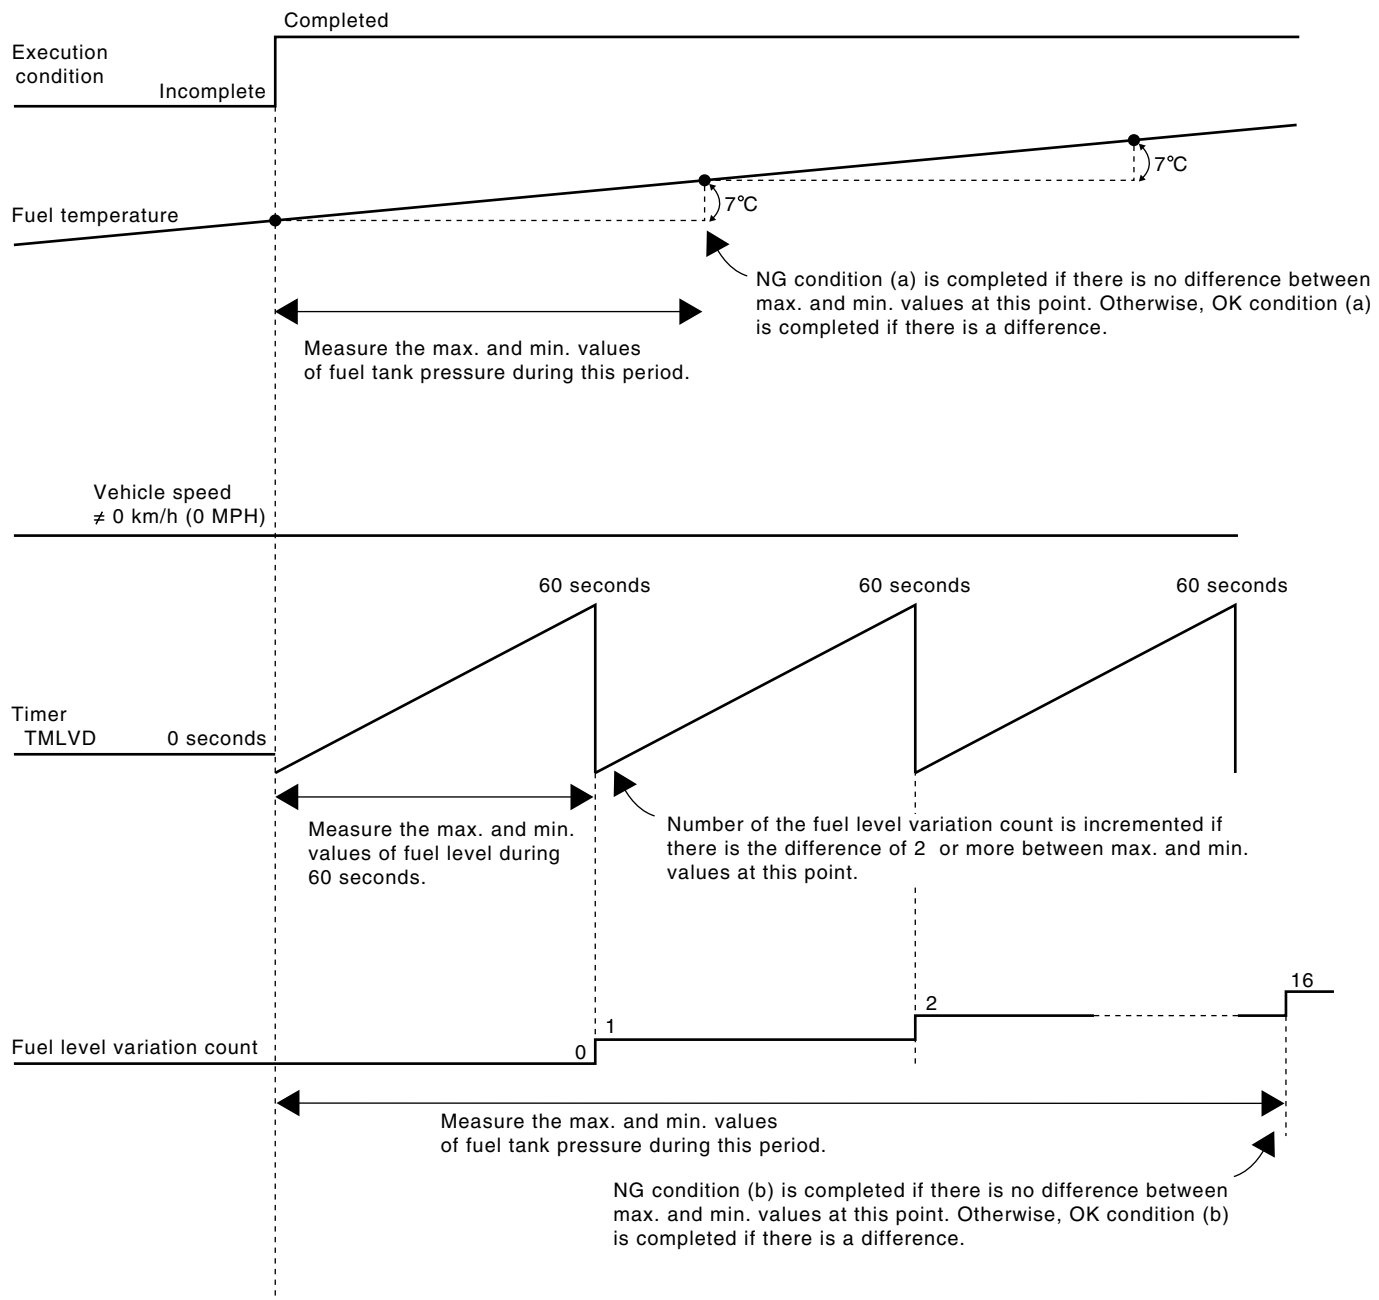 Completed
Execution
condition
Incomplete
7°C
7°C
Fuel temperature
NG condition (a) is completed if there is no difference between
max. and min. values at this point. Otherwise, OK condition (a)
is completed if there is a difference.
Measure the max. and min. values
of fuel tank pressure during this period.
Vehicle speed
≠ 0 km/h (0 MPH)
60 seconds
60 seconds
60 seconds
Timer
TMLVD
0 seconds
Measure the max. and min.
values of fuel level during
60 seconds.
Number of the fuel level variation count is incremented if
there is the difference of 2  or more between max. and min.
values at this point.
16
2
1
0
Fuel level variation count
Measure the max. and min. values
of fuel tank pressure during this period.
NG condition (b) is completed if there is no difference between
max. and min. values at this point. Otherwise, OK condition (b)
is completed if there is a difference.